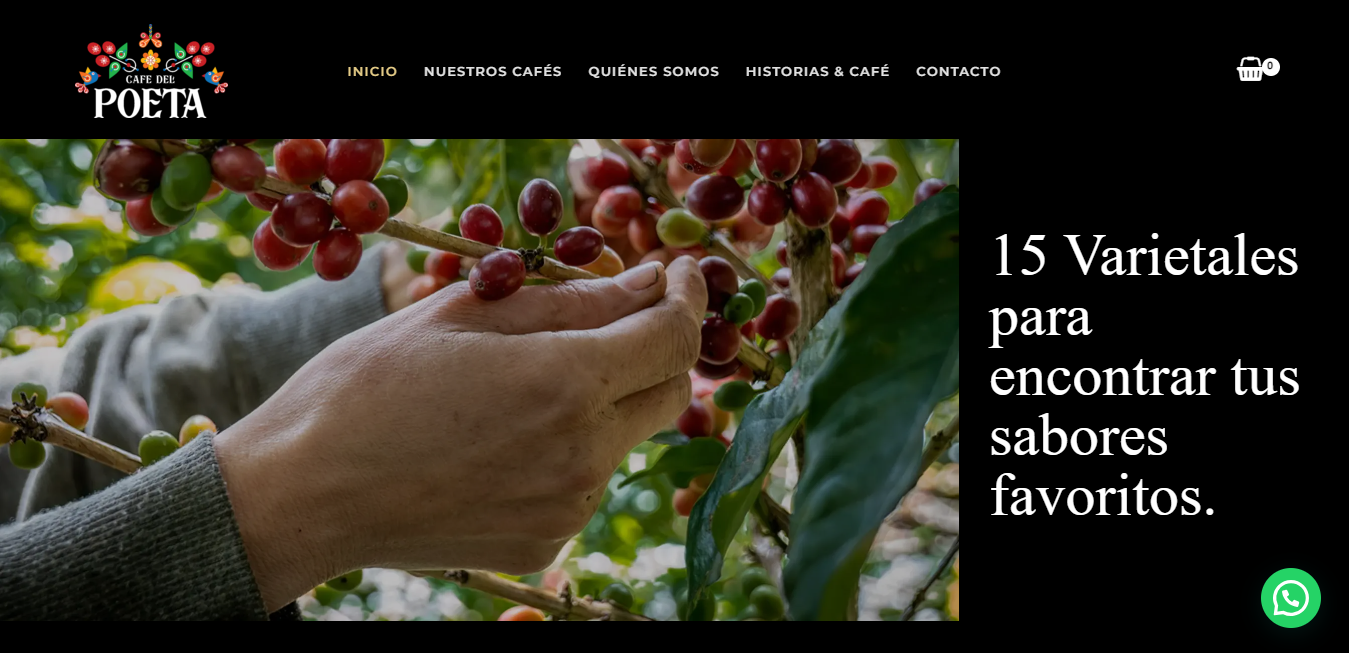 CAFE DEL
POETA
INICIO
NUESTROS CAFÉS
QUIÉNES SOMOS
HISTORIAS & CAFÉ
CONTACTO
0
15 Varietales
para
encontrar tus
sabores
favoritos.